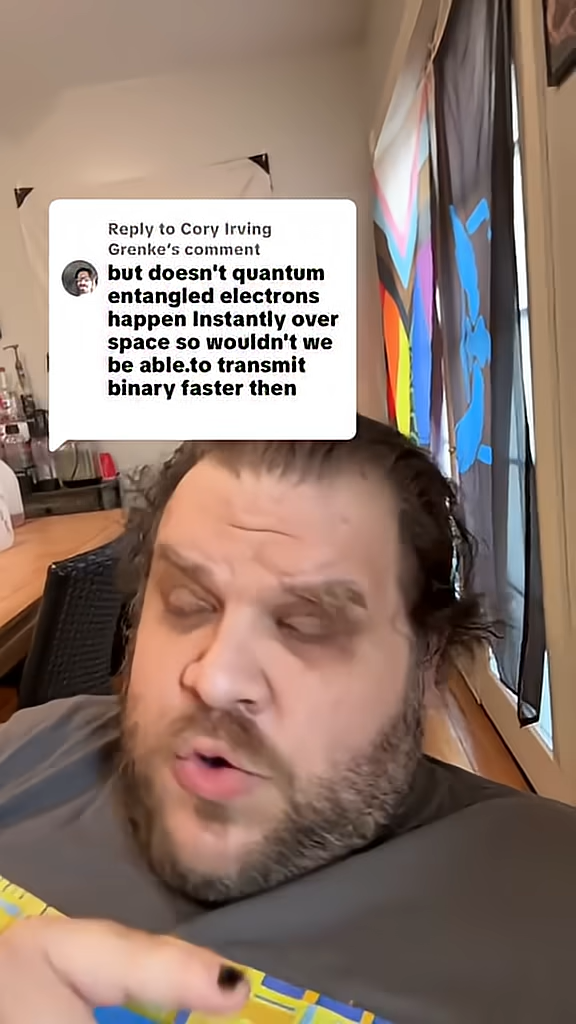 Reply to Cory Irving
Grenke's comment
but doesn't quantum
entangled electrons
happen Instantly over
space so wouldn't we
be able.to transmit
binary faster then